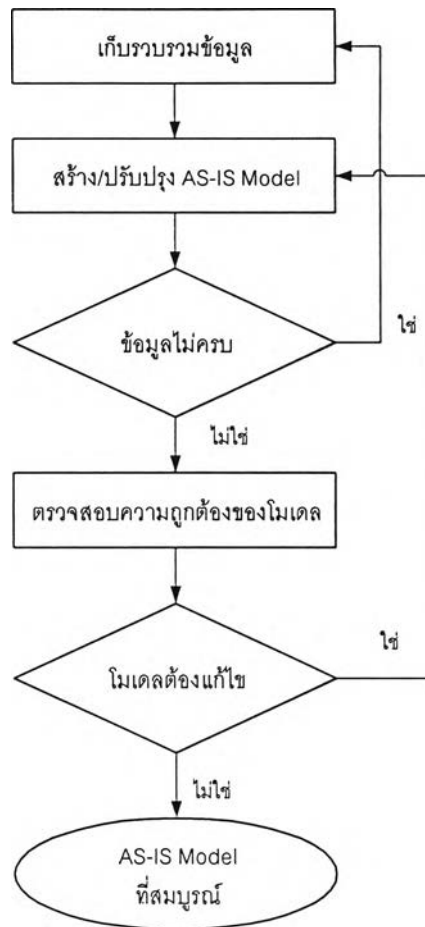 เก็บรวบรวมข้อมูล
สร้าง/ปรับปรุง AS-IS Model
ข้อมูลไม่ครบ
ใช่
ไม่ใช่
ตรวจสอบความถูกต้องของโมเดล
ใช่
โมเดลต้องแก้ไข
ไม่ใช่
AS-IS Model
ที่สมบูรณ์